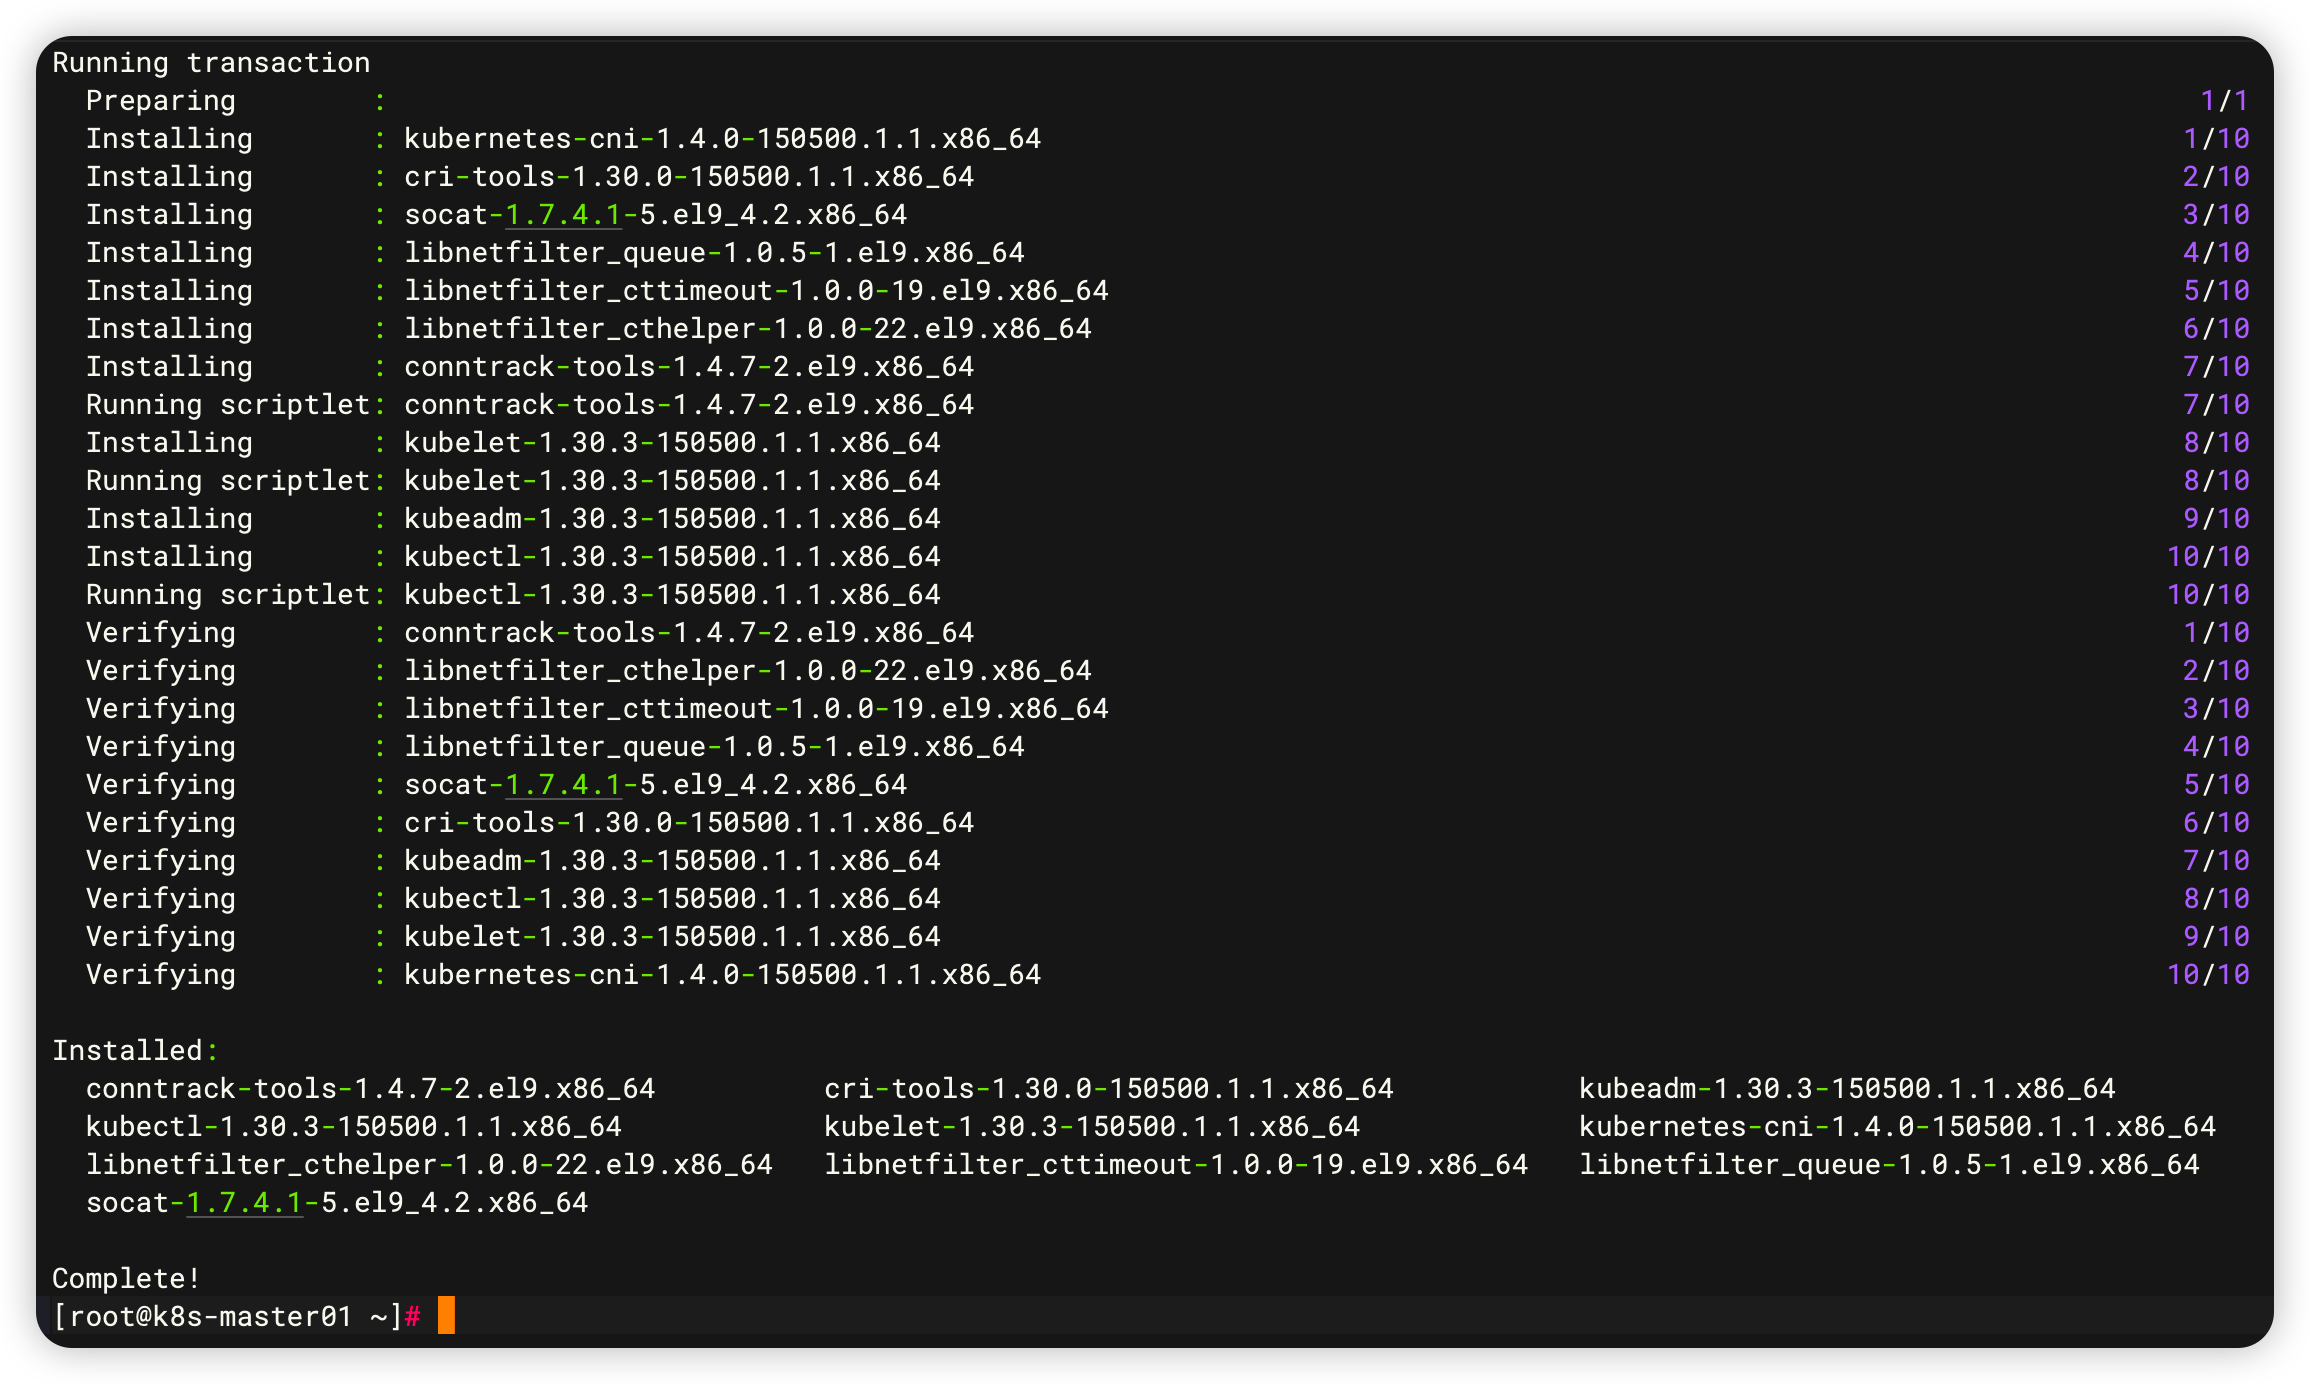 Running transaction
  Preparing        :                                                                                                             1/1
  Installing       : kubernetes-cni-1.4.0-150500.1.1.x86_64                                                                     1/10
  Installing       : cri-tools-1.30.0-150500.1.1.x86_64                                                                         2/10
  Installing       : socat-1.7.4.1-5.el9_4.2.x86_64                                                                             3/10
  Installing       : libnetfilter_queue-1.0.5-1.el9.x86_64                                                                      4/10
  Installing       : libnetfilter_cttimeout-1.0.0-19.el9.x86_64                                                                 5/10
  Installing       : libnetfilter_cthelper-1.0.0-22.el9.x86_64                                                                  6/10
  Installing       : conntrack-tools-1.4.7-2.el9.x86_64                                                                         7/10
  Running scriptlet: conntrack-tools-1.4.7-2.el9.x86_64                                                                         7/10
  Installing       : kubelet-1.30.3-150500.1.1.x86_64                                                                           8/10
  Running scriptlet: kubelet-1.30.3-150500.1.1.x86_64                                                                           8/10
  Installing       : kubeadm-1.30.3-150500.1.1.x86_64                                                                           9/10
  Installing       : kubectl-1.30.3-150500.1.1.x86_64                                                                          10/10
  Running scriptlet: kubectl-1.30.3-150500.1.1.x86_64                                                                          10/10
  Verifying        : conntrack-tools-1.4.7-2.el9.x86_64                                                                         1/10
  Verifying        : libnetfilter_cthelper-1.0.0-22.el9.x86_64                                                                  2/10
  Verifying        : libnetfilter_cttimeout-1.0.0-19.el9.x86_64                                                                 3/10
  Verifying        : libnetfilter_queue-1.0.5-1.el9.x86_64                                                                      4/10
  Verifying        : socat-1.7.4.1-5.el9_4.2.x86_64                                                                             5/10
  Verifying        : cri-tools-1.30.0-150500.1.1.x86_64                                                                         6/10
  Verifying        : kubeadm-1.30.3-150500.1.1.x86_64                                                                           7/10
  Verifying        : kubectl-1.30.3-150500.1.1.x86_64                                                                           8/10
  Verifying        : kubelet-1.30.3-150500.1.1.x86_64                                                                           9/10
  Verifying        : kubernetes-cni-1.4.0-150500.1.1.x86_64                                                                    10/10

Installed:
  conntrack-tools-1.4.7-2.el9.x86_64          cri-tools-1.30.0-150500.1.1.x86_64           kubeadm-1.30.3-150500.1.1.x86_64
  kubectl-1.30.3-150500.1.1.x86_64            kubelet-1.30.3-150500.1.1.x86_64             kubernetes-cni-1.4.0-150500.1.1.x86_64
  libnetfilter_cthelper-1.0.0-22.el9.x86_64   libnetfilter_cttimeout-1.0.0-19.el9.x86_64   libnetfilter_queue-1.0.5-1.el9.x86_64
  socat-1.7.4.1-5.el9_4.2.x86_64

Complete!
[root@k8s-master01 ~]#